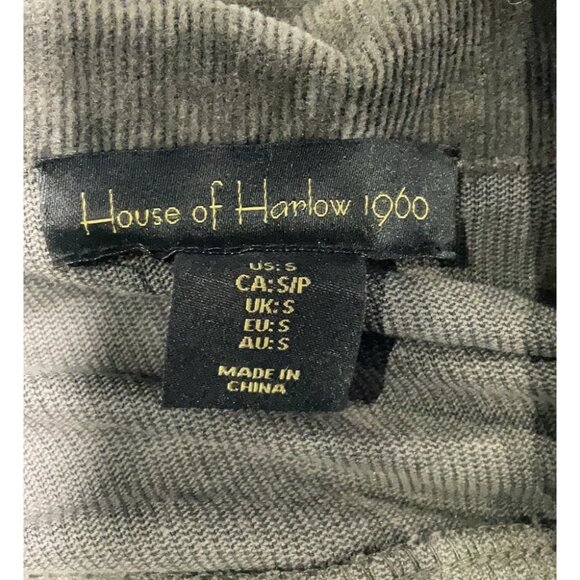 House of Harlow 1960
US: S
CA: S/P
UK: S
EU: S
AU: S
MADE IN
CHINA